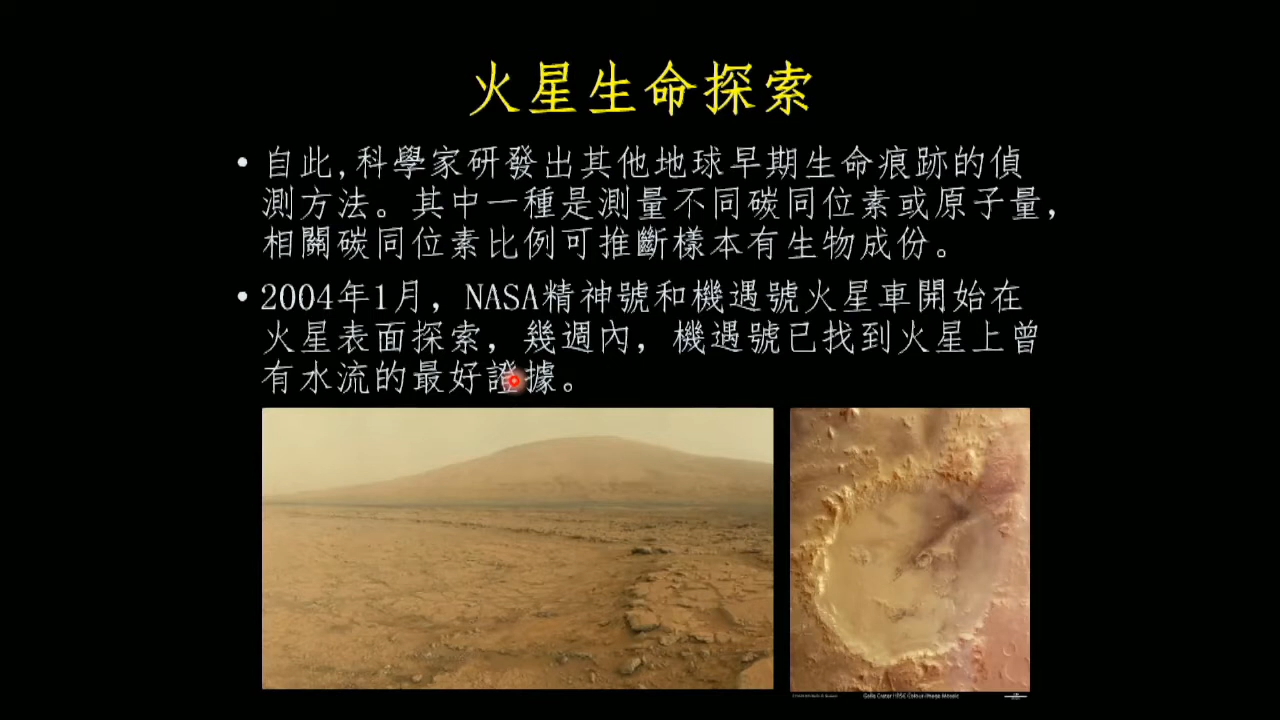 火星生命探索
• 自此,科學家研發出其他地球早期生命痕跡的偵
測方法。其中一種是測量不同碳同位素或原子量，
相關碳同位素比例可推斷樣本有生物成份。
• 2004年1月，NASA精神號和機遇號火星車開始在
火星表面探索，幾週內，機遇號已找到火星上曾
有水流的最好證據。
Galle Crater HRSC Colour Image Mosaic